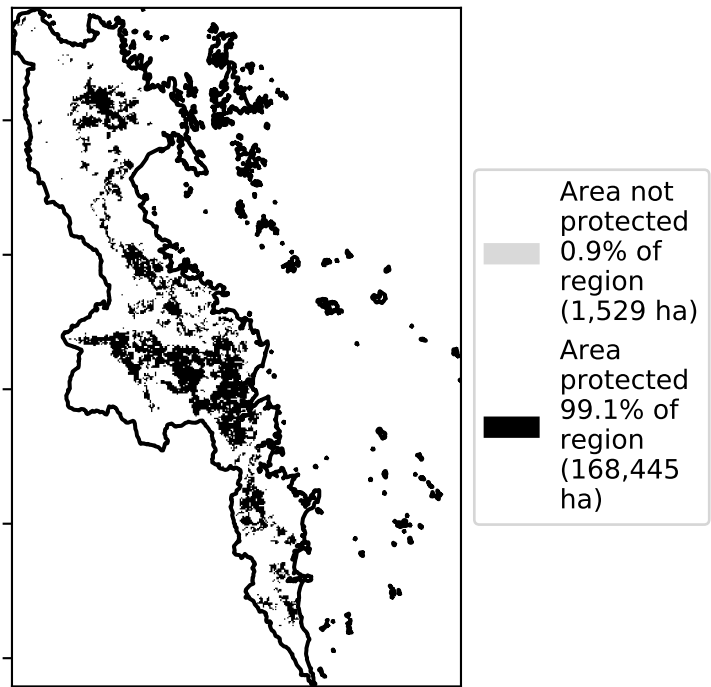 Area not
protected
0.9% of
region
(1,529 ha)
Area
protected
99.1% of
region
(168,445
ha)